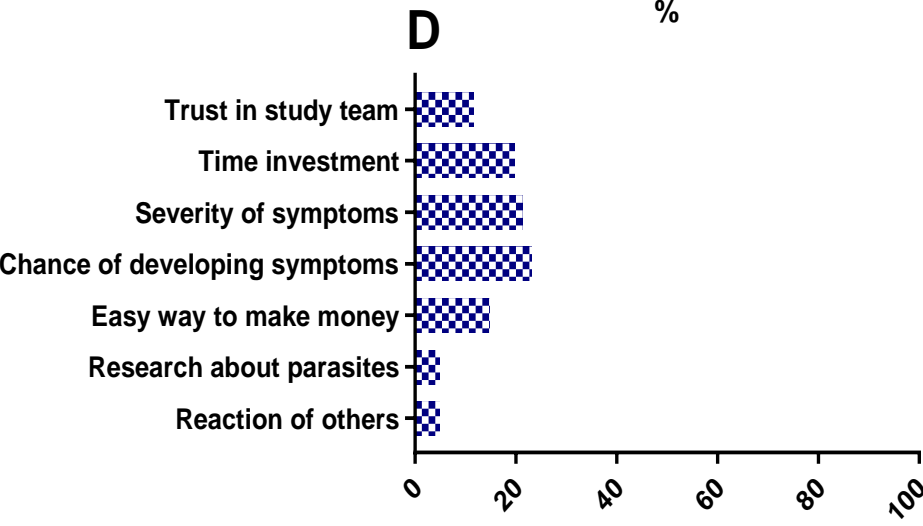 %
D
Trust in study team
Time investment
Severity of symptoms
Chance of developing symptoms
Easy way to make money
Research about parasites
Reaction of others
0 20 40 60 80 100